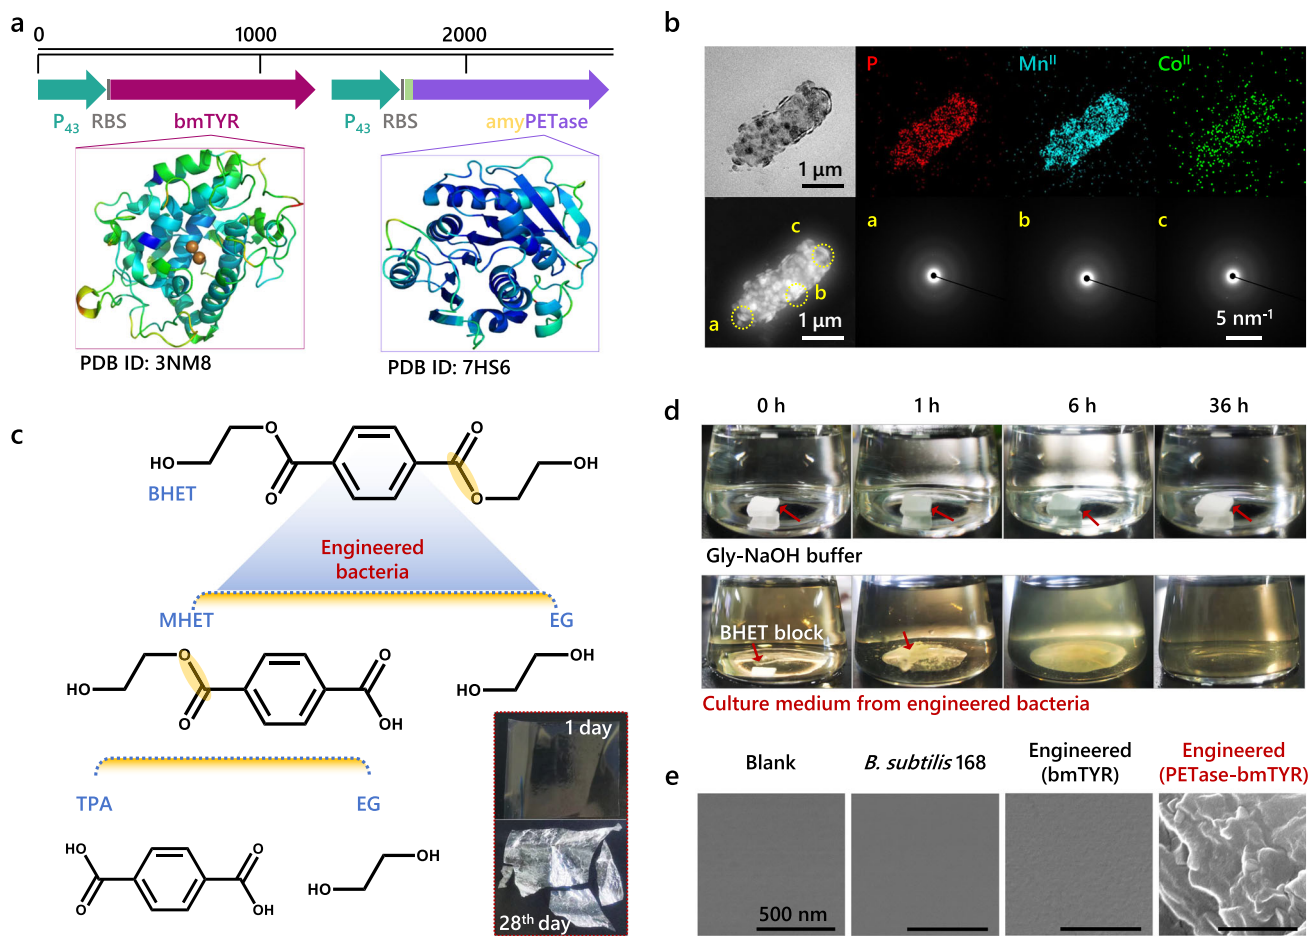 a
0 1000 2000
P43 RBS bmTYR P43 RBS amyPETase
PDB ID: 3NM8 PDB ID: 7HS6
b
P MnII CoII
1 µm
c
b
a
1 µm
a b c
5 nm-1
c
O O OH
HO
BHET O O
Engineered
bacteria
MHET EG
O O OH
HO HO
O OH
1 day
28th day
TPA EG
HO O OH
O OH HO
d
0 h 1 h 6 h 36 h
Gly-NaOH buffer
BHET block
Culture medium from engineered bacteria
e
Blank B. subtilis 168 Engineered Engineered
(bmTYR) (PETase-bmTYR)
500 nm